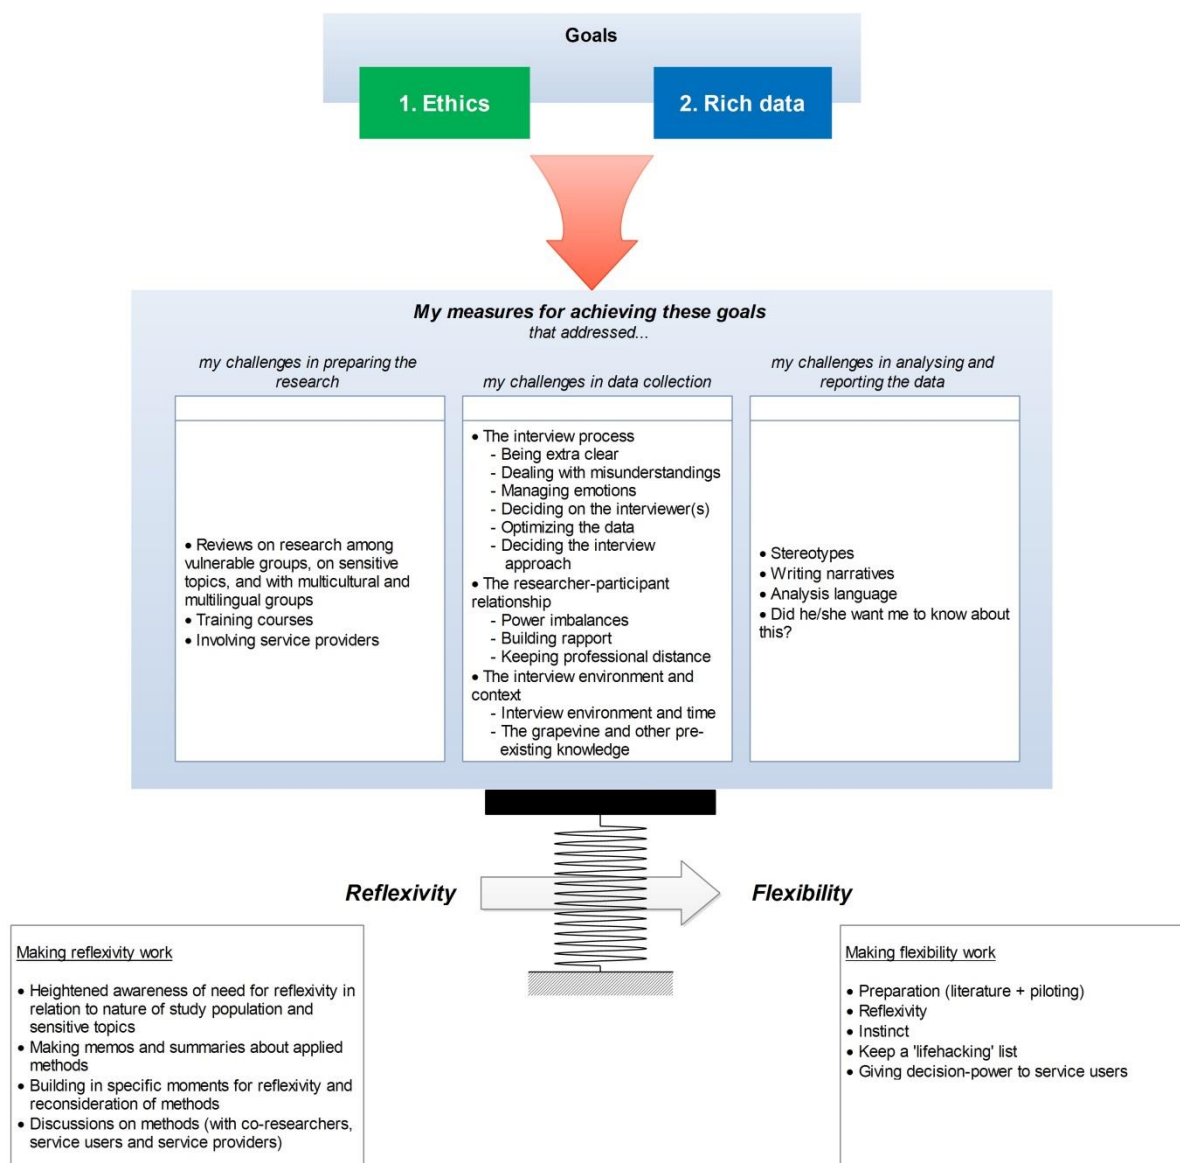 Goals
1. Ethics
2. Rich data
My measures for achieving these goals
that addressed...
my challenges in preparing the
research
• Reviews on research among
vulnerable groups, on sensitive
topics, and with multicultural and
multilingual groups
• Training courses
• Involving service providers
my challenges in data collection
• The interview process
- Being extra clear
- Dealing with misunderstandings
- Managing emotions
- Deciding on the interviewer(s)
- Optimizing the data
- Deciding the interview
approach
• The researcher-participant
relationship
- Power imbalances
- Building rapport
- Keeping professional distance
• The interview environment and
context
- Interview environment and time
- The grapevine and other pre-
existing knowledge
my challenges in analysing and
reporting the data
• Stereotypes
• Writing narratives
• Analysis language
• Did he/she want me to know about
this?
Reflexivity
Flexibility
Making reflexivity work
• Heightened awareness of need for reflexivity in
relation to nature of study population and
sensitive topics
• Making memos and summaries about applied
methods
• Building in specific moments for reflexivity and
reconsideration of methods
• Discussions on methods (with co-researchers,
service users and service providers)
Making flexibility work
• Preparation (literature + piloting)
• Reflexivity
• Instinct
• Keep a 'lifehacking' list
• Giving decision-power to service users